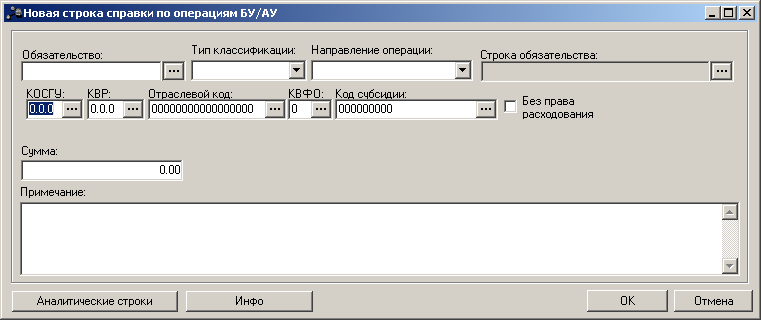 Новая строка справки по операциям БУ/АУ
Обязательство: Тип классификации: Направление операции: Строка обязательства:
КОСГУ: КВР: Отраслевой код: КВФО: Код субсидии:
0.0.0 0.0.0 00000000000000000 0 000000000 Без права расходования
Сумма:
0.00
Примечание:
Аналитические строки Инфо OK Отмена